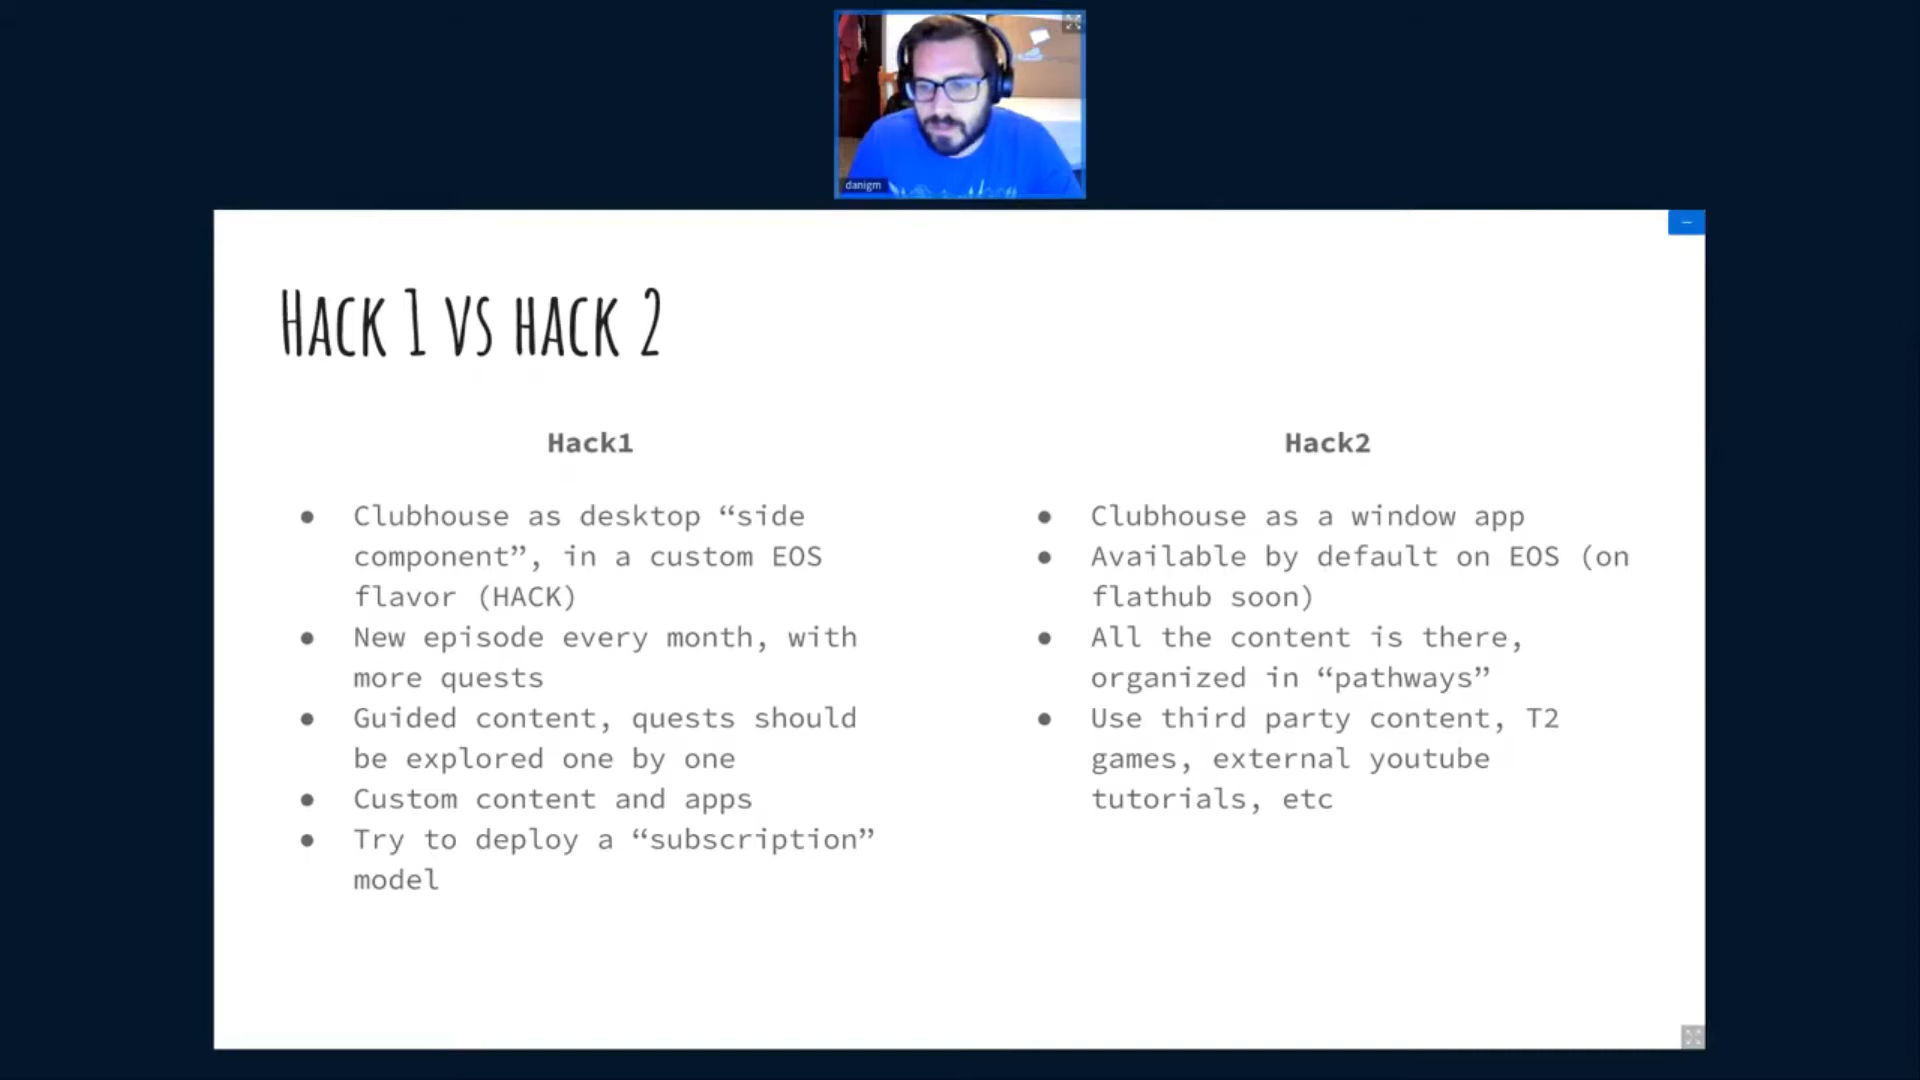 danigm
HACK 1 VS HACK 2
Hack1
● Clubhouse as desktop “side
component”, in a custom EOS
flavor (HACK)
● New episode every month, with
more quests
● Guided content, quests should
be explored one by one
● Custom content and apps
● Try to deploy a “subscription”
model
Hack2
● Clubhouse as a window app
● Available by default on EOS (on
flathub soon)
● All the content is there,
organized in “pathways”
● Use third party content, T2
games, external youtube
tutorials, etc